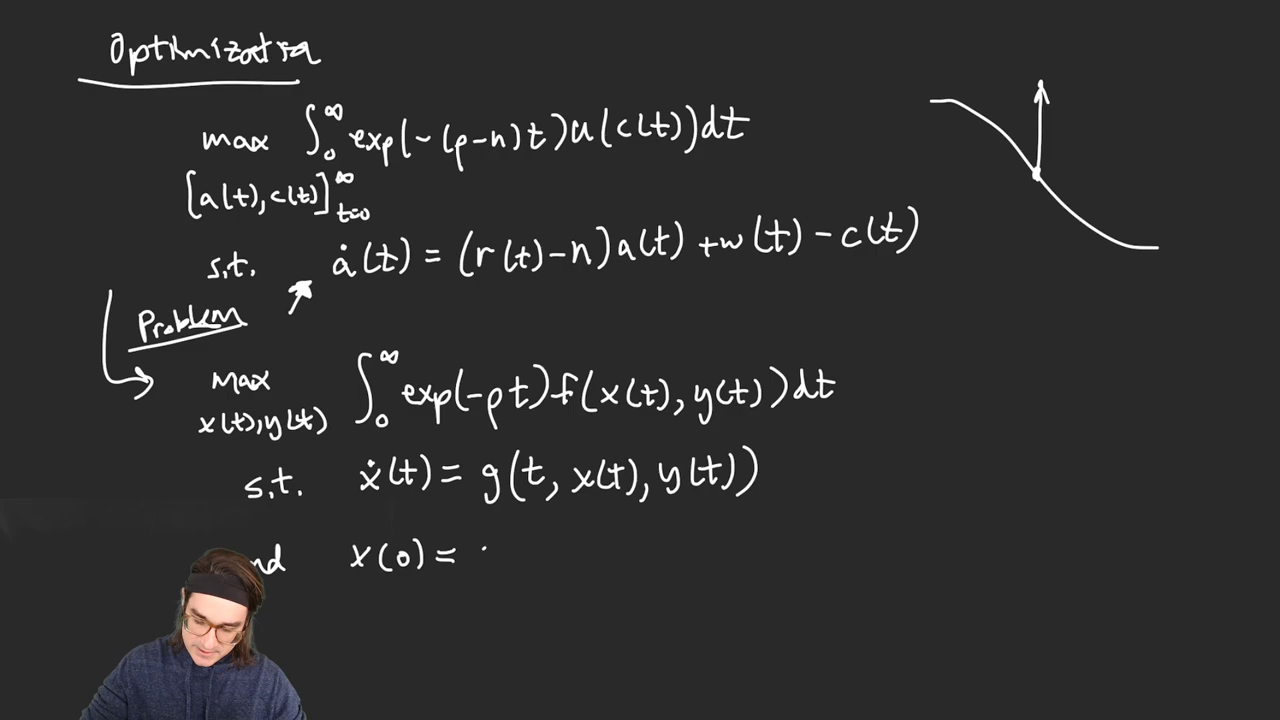 Optimization
max ∫₀^∞ exp(-(ρ-n)t)u(c(t))dt
[a(t), c(t)]_{t=0}^∞
s.t. ȧ(t) = (r(t)-n)a(t) + w(t) - c(t)
Problem
max ∫₀^∞ exp(-ρt)f(x(t), y(t))dt
x(t), y(t)
s.t. ẋ(t) = g(t, x(t), y(t))
x(0) =